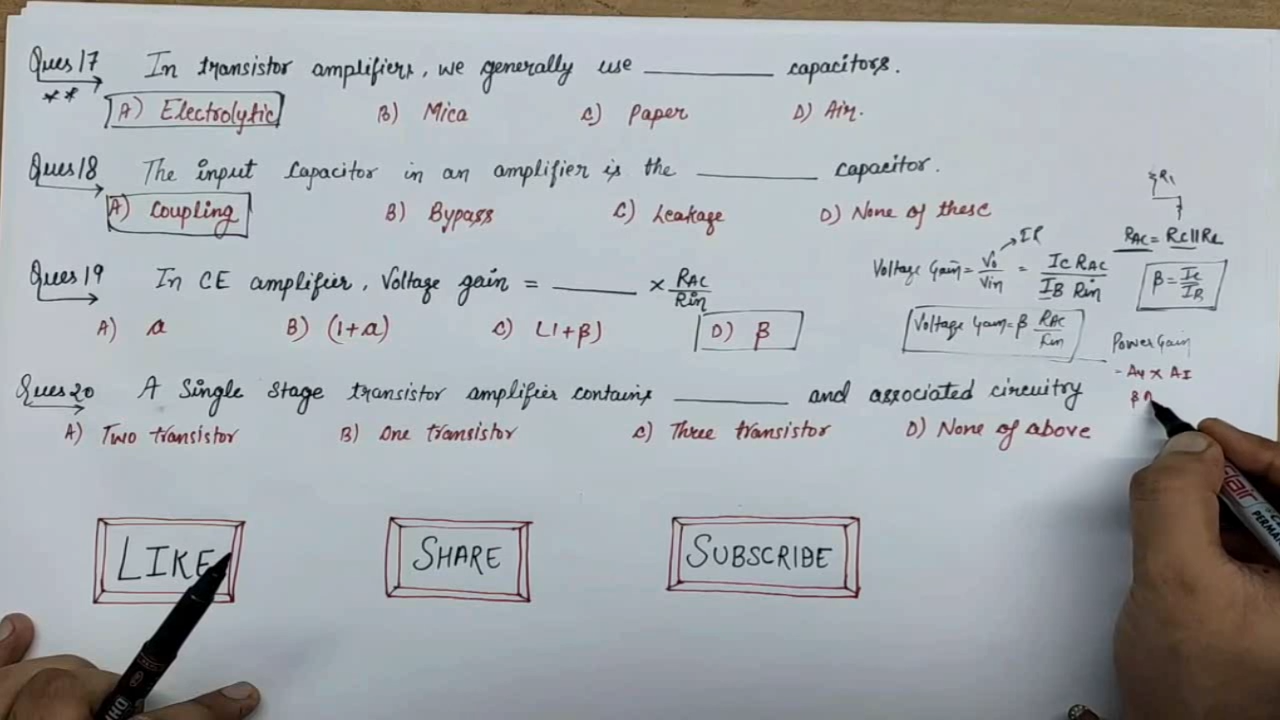 Ques 17 In transistor amplifiers, we generally use ________ capacitors.
**
A) Electrolytic B) Mica C) Paper D) Air.
Ques 18 The input Capacitor in an amplifier is the ________ capacitor.
A) Coupling B) Bypass C) Leakage D) None of these
Ques 19 In CE amplifier, Voltage gain = ________ × RAC/Rin
A) a B) (1+a) C) (1+β) D) β
Ques 20 A Single Stage transistor amplifier contains ________ and associated circuitry
A) Two transistor B) One transistor C) Three transistor D) None of above
R1
RAC = RC||RL
Voltage Gain = Vo/Vin = IC RAC/IB Rin
β = IC/IB
Voltage Gain = β RAC/Rin
Power Gain
AV × AI
β
LIKE SHARE SUBSCRIBE